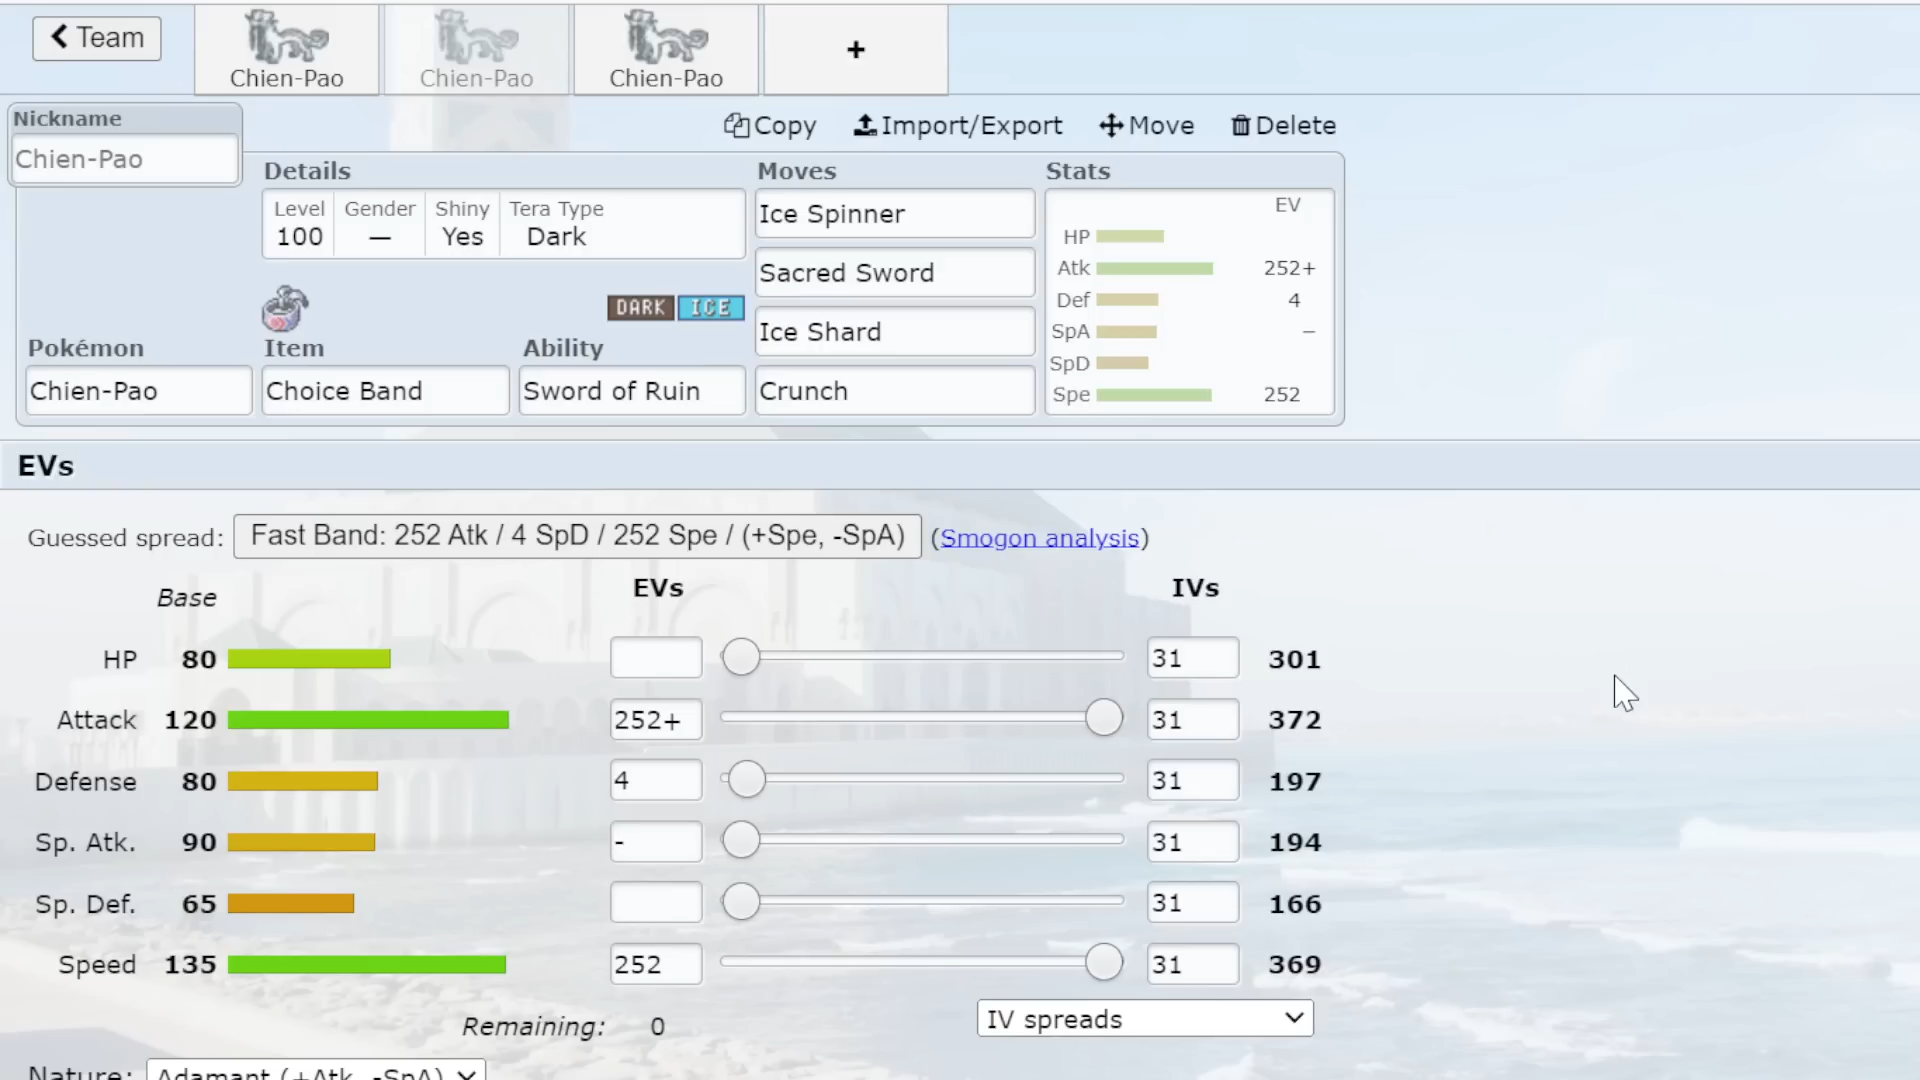 Team
Chien-Pao
Chien-Pao
Chien-Pao
+
Nickname
Chien-Pao
Copy Import/Export Move Delete
Details
Level Gender Shiny Tera Type
100 — Yes Dark
DARK ICE
Pokémon Item Ability
Chien-Pao Choice Band Sword of Ruin
Moves
Ice Spinner
Sacred Sword
Ice Shard
Crunch
Stats
EV
HP
Atk 252+
Def 4
SpA –
SpD
Spe 252
EVs
Guessed spread: Fast Band: 252 Atk / 4 SpD / 252 Spe / (+Spe, -SpA) (Smogon analysis)
Base EVs IVs
HP 80 31 301
Attack 120 252+ 31 372
Defense 80 4 31 197
Sp. Atk. 90 - 31 194
Sp. Def. 65 31 166
Speed 135 252 31 369
Remaining: 0 IV spreads
Nature: Adamant (+Atk, -SpA)